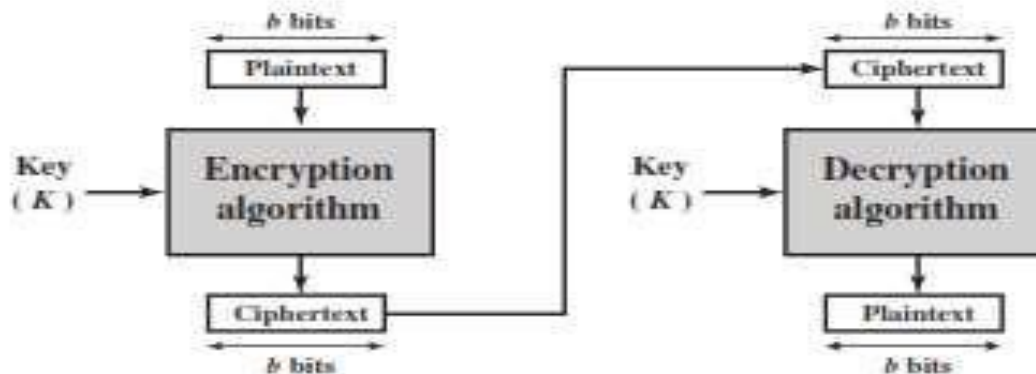 b bits
Plaintext
Key
( K )
Encryption
algorithm
Ciphertext
b bits
b bits
Ciphertext
Key
( K )
Decryption
algorithm
Plaintext
b bits